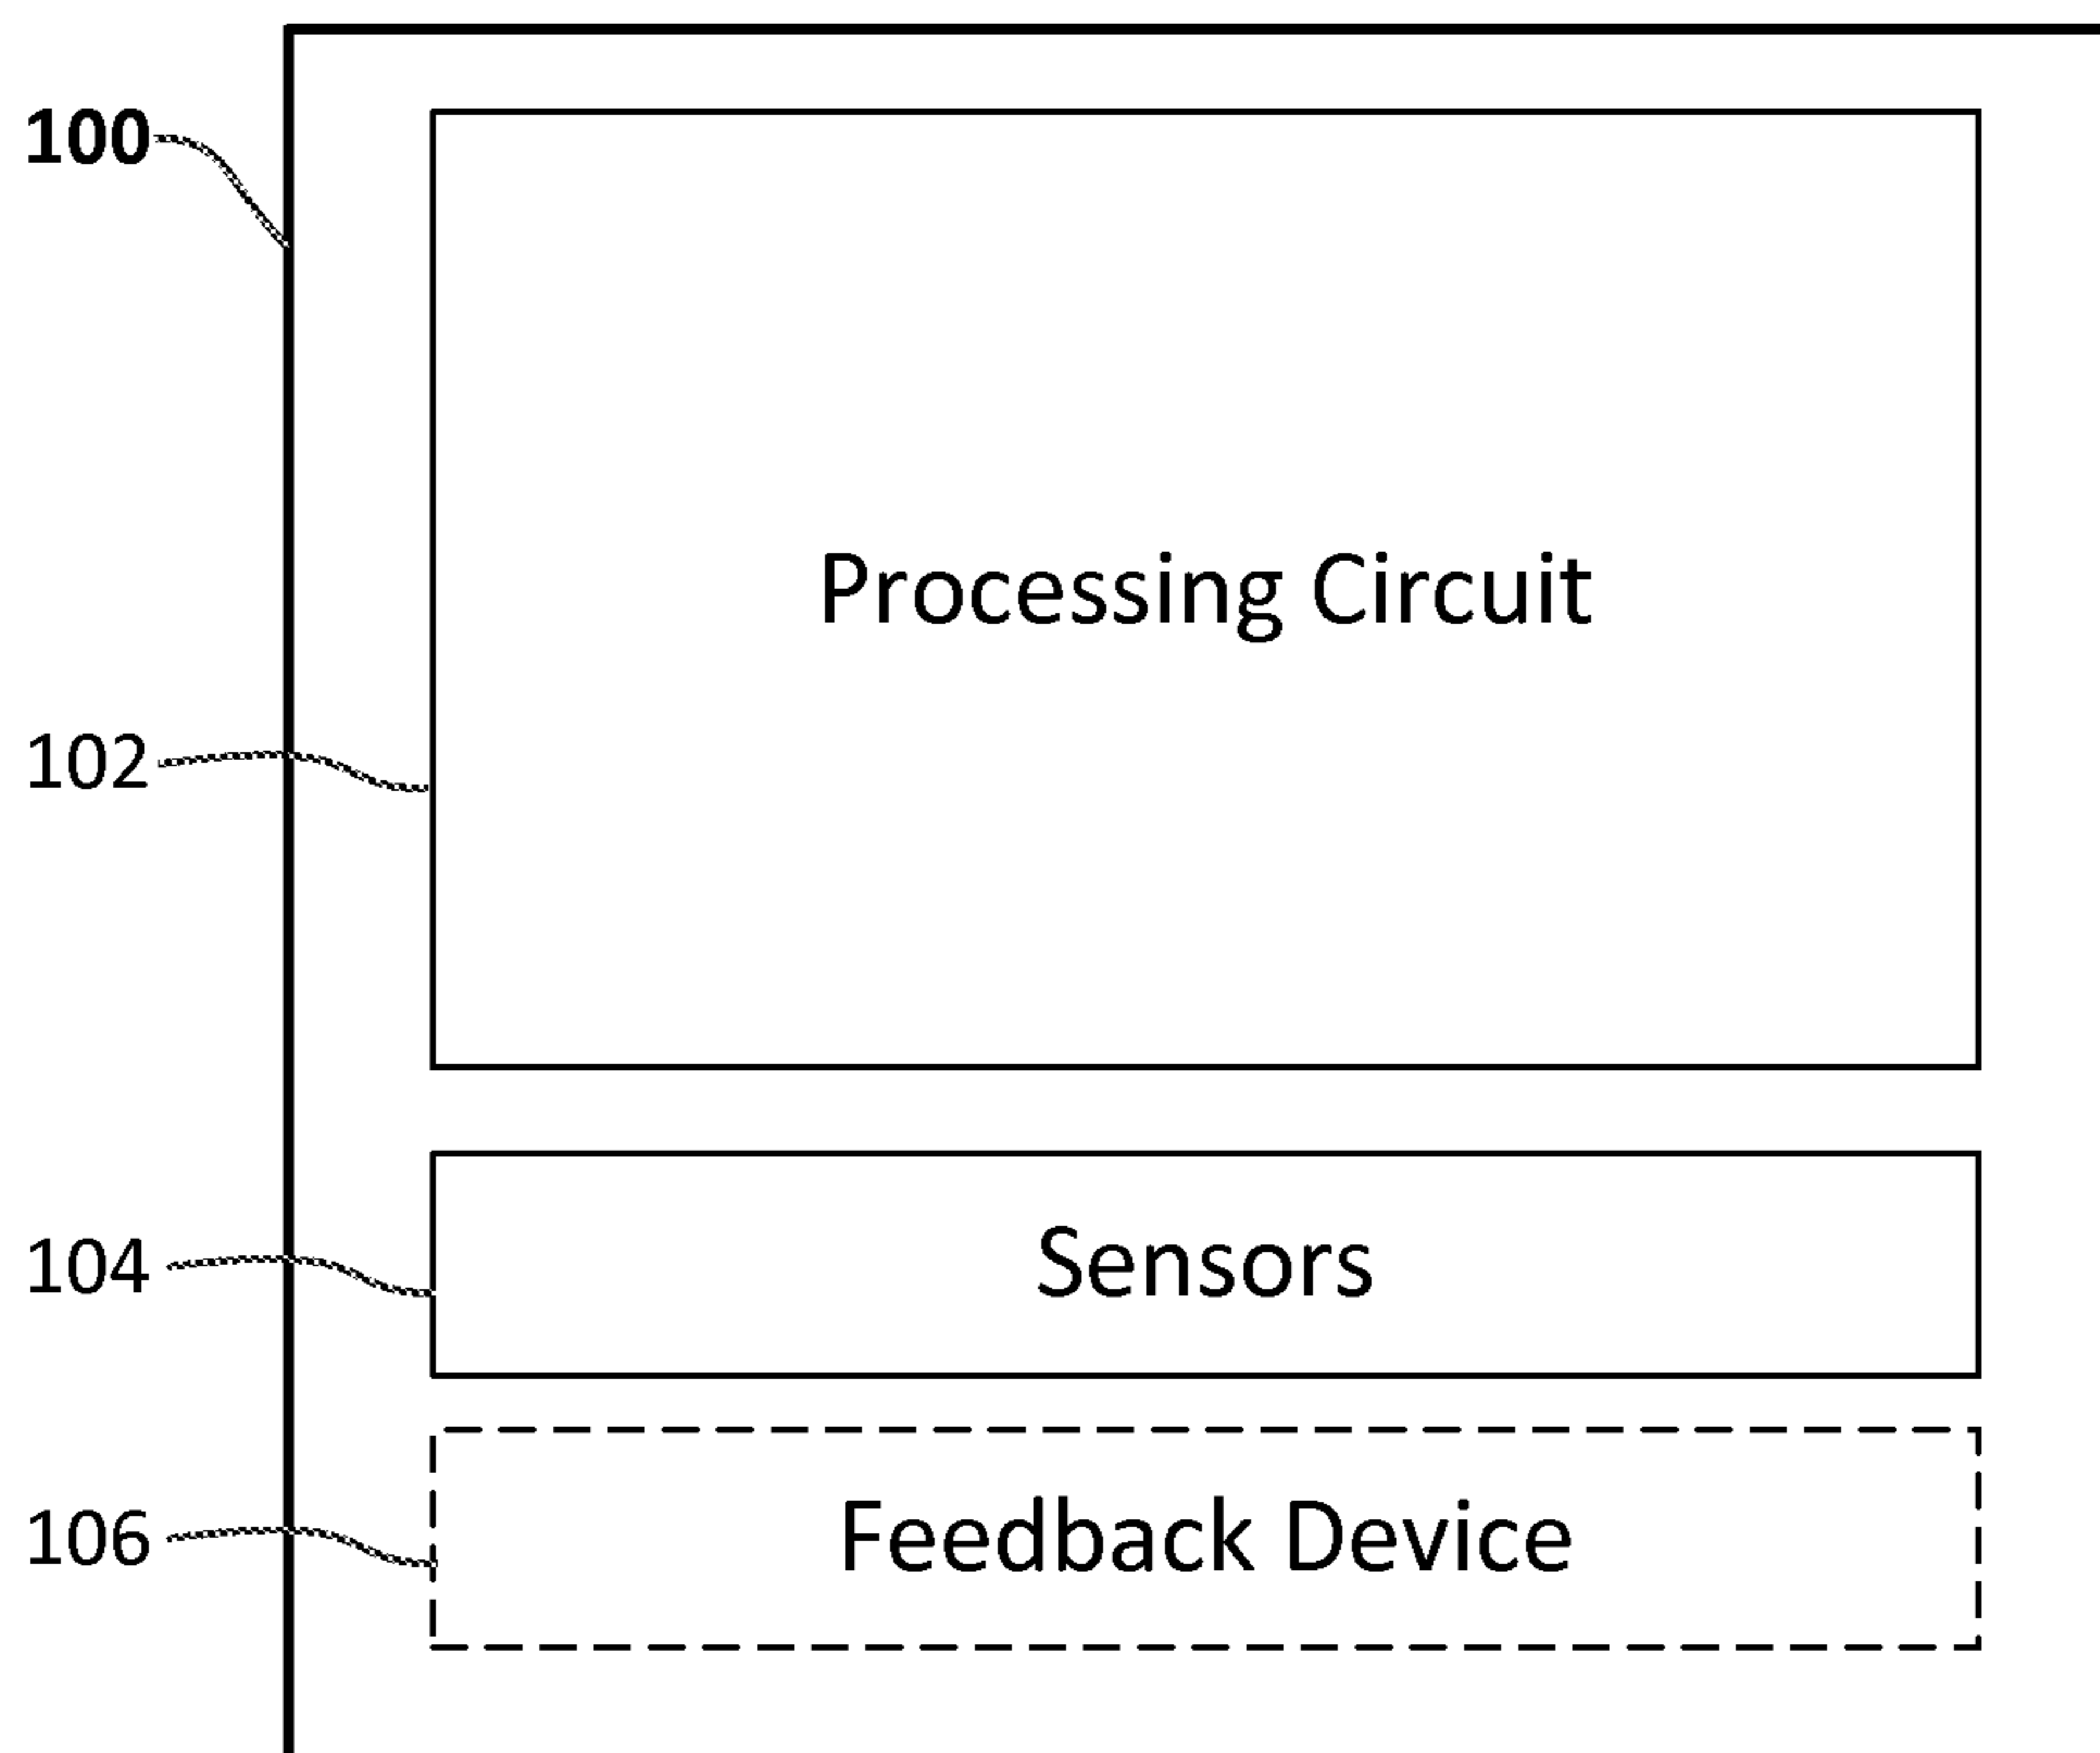 100
Processing Circuit
102
Sensors
104
Feedback Device
106